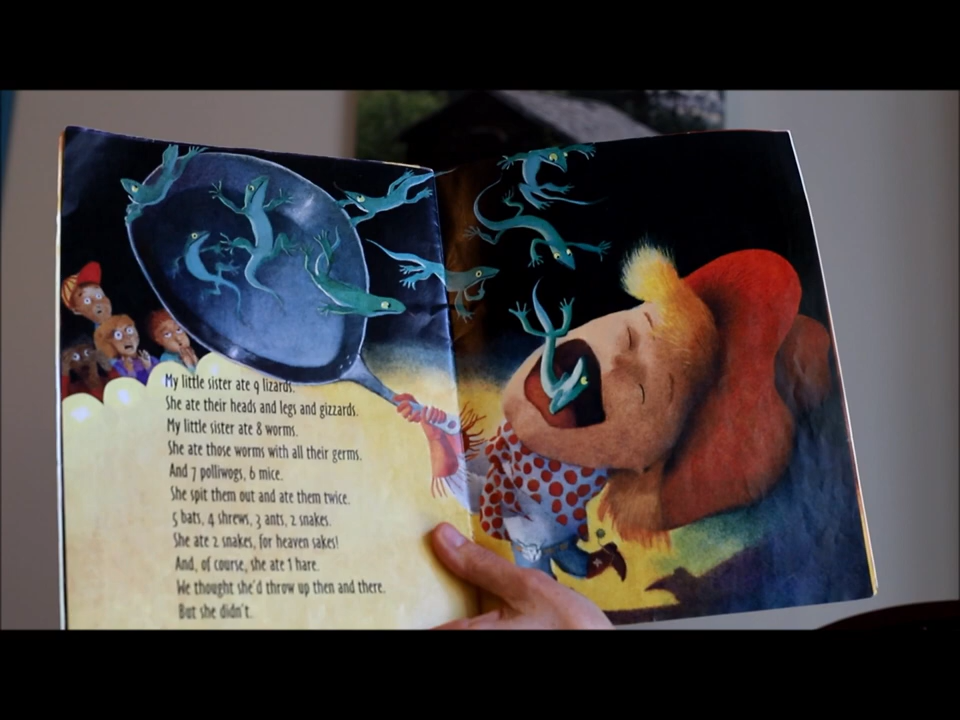 My little sister ate 9 lizards.
She ate their heads and legs and gizzards.
My little sister ate 8 worms.
She ate those worms with all their germs.
And 7 polliwogs, 6 mice.
She spit them out and ate them twice.
5 bats, 4 shrews, 3 ants, 2 snakes.
She ate 2 snakes, for heaven sakes!
And, of course, she ate 1 hare.
We thought she'd throw up then and there.
But she didn't.